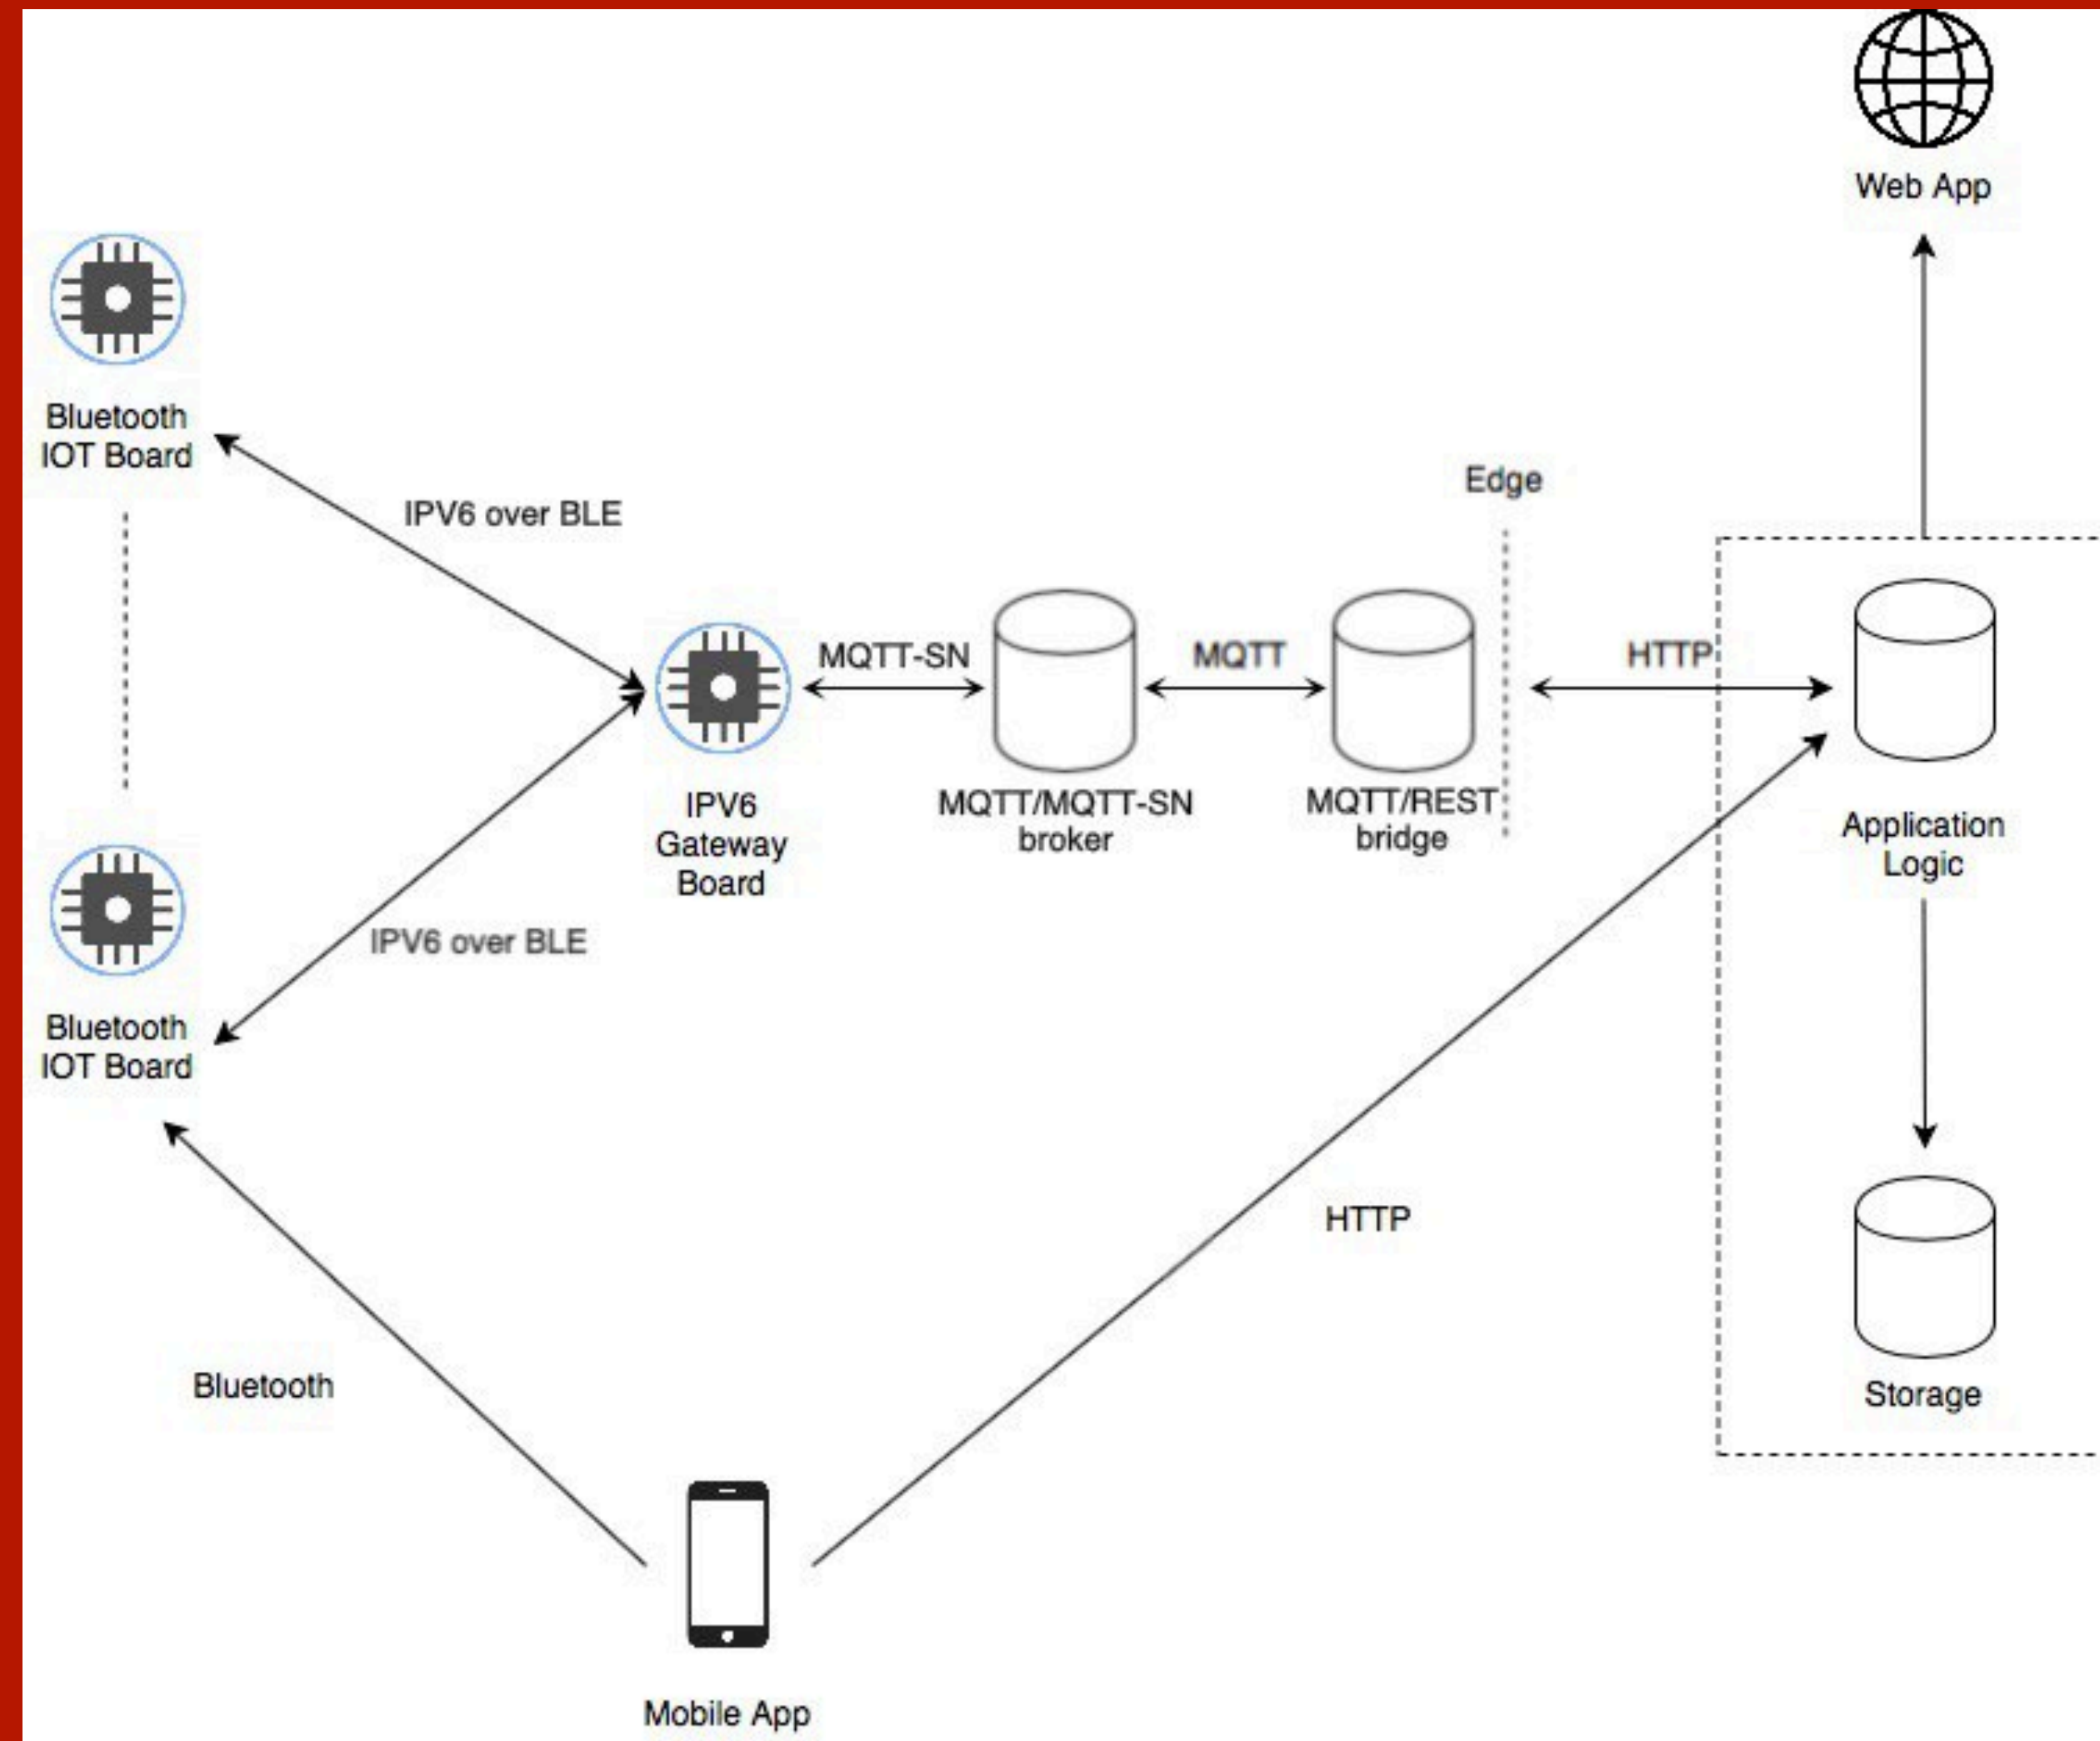 Web App
Bluetooth
IOT Board
IPV6 over BLE
Edge
MQTT-SN
MQTT
HTTP
IPV6
Gateway
Board
MQTT/MQTT-SN
broker
MQTT/REST
bridge
Application
Logic
IPV6 over BLE
Bluetooth
IOT Board
HTTP
Bluetooth
Storage
Mobile App